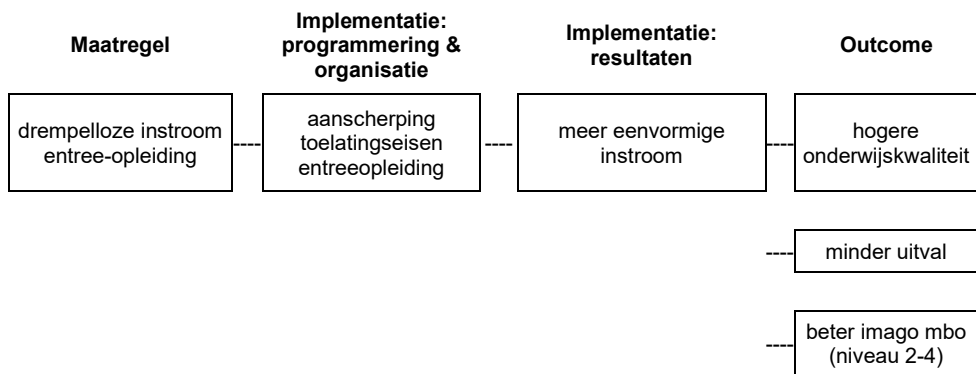 Maatregel
Implementatie:
programmering &
organisatie
Implementatie:
resultaten
Outcome
drempelloze instroom
entree-opleiding
----
aanscherping
toelatingseisen
entreeopleiding
----
meer eenvormige
instroom
----
hogere
onderwijskwaliteit
----
minder uitval
----
beter imago mbo
(niveau 2-4)